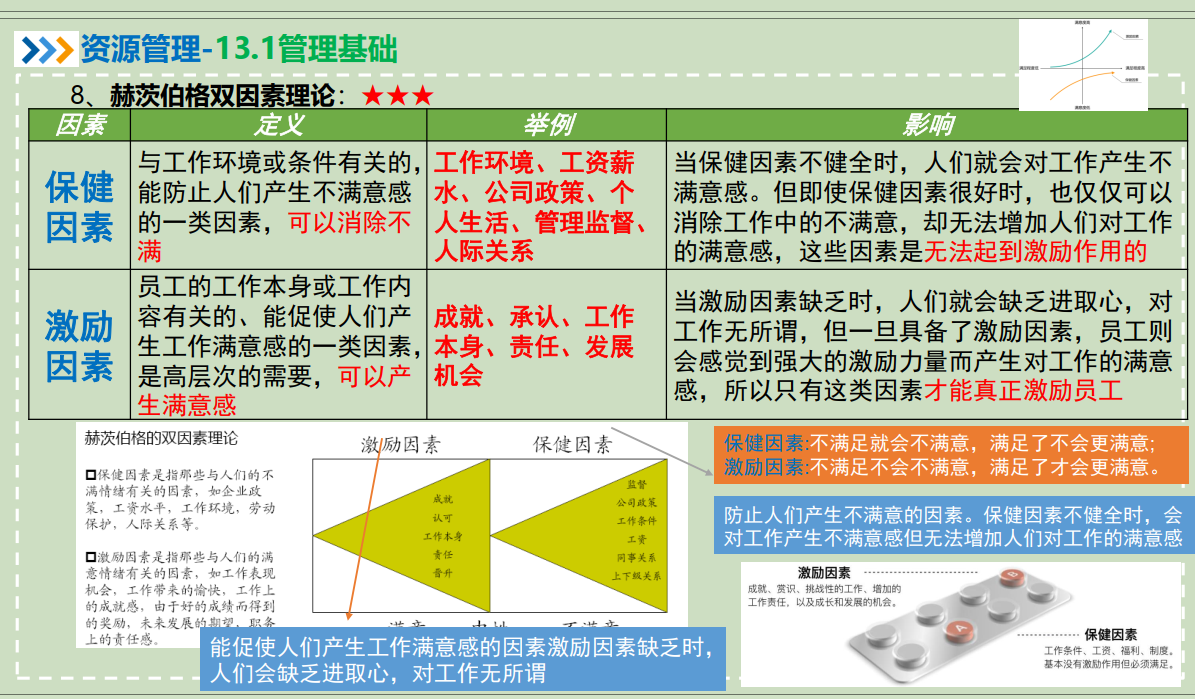 资源管理-13.1管理基础
8、赫茨伯格双因素理论：★★★
因素
定义
举例
影响
保健
因素
与工作环境或条件有关的，
能防止人们产生不满意感
的一类因素，可以消除不
满
工作环境、工资薪
水、公司政策、个
人生活、管理监督、
人际关系
当保健因素不健全时，人们就会对工作产生不
满意感。但即使保健因素很好时，也仅仅可以
消除工作中的不满意，却无法增加人们对工作
的满意感，这些因素是无法起到激励作用的
激励
因素
员工的工作本身或工作内
容有关的、能促使人们产
生工作满意感的一类因素，
是高层次的需要，可以产
生满意感
成就、承认、工作
本身、责任、发展
机会
当激励因素缺乏时，人们就会缺乏进取心，对
工作无所谓，但一旦具备了激励因素，员工则
会感觉到强大的激励力量而产生对工作的满意
感，所以只有这类因素才能真正激励员工
赫茨伯格的双因素理论
保健因素是指那些与人们的不
满情绪有关的因素，如企业政
策，工资水平，工作环境，劳动
保护，人际关系等。
激励因素是指那些与人们的满
意情绪有关的因素，如工作表现
机会，工作带来的愉快，工作上
的成就感，由于好的成绩而得到
的奖励，未来发展的期望，职务
上的责任感。
激励因素
保健因素
成就
认可
工作本身
责任
晋升
监督
公司政策
工作条件
工资
同事关系
上下级关系
保健因素:不满足就会不满意，满足了不会更满意;
激励因素:不满足不会不满意，满足了才会更满意。
防止人们产生不满意的因素。保健因素不健全时，会
对工作产生不满意感但无法增加人们对工作的满意感
能促使人们产生工作满意感的因素激励因素缺乏时，
人们会缺乏进取心，对工作无所谓
激励因素
成就、赏识、挑战性的工作、增加的
工作责任，以及成长和发展的机会。
B
A
保健因素
工作条件、工资、福利、制度。
基本没有激励作用但必须满足。